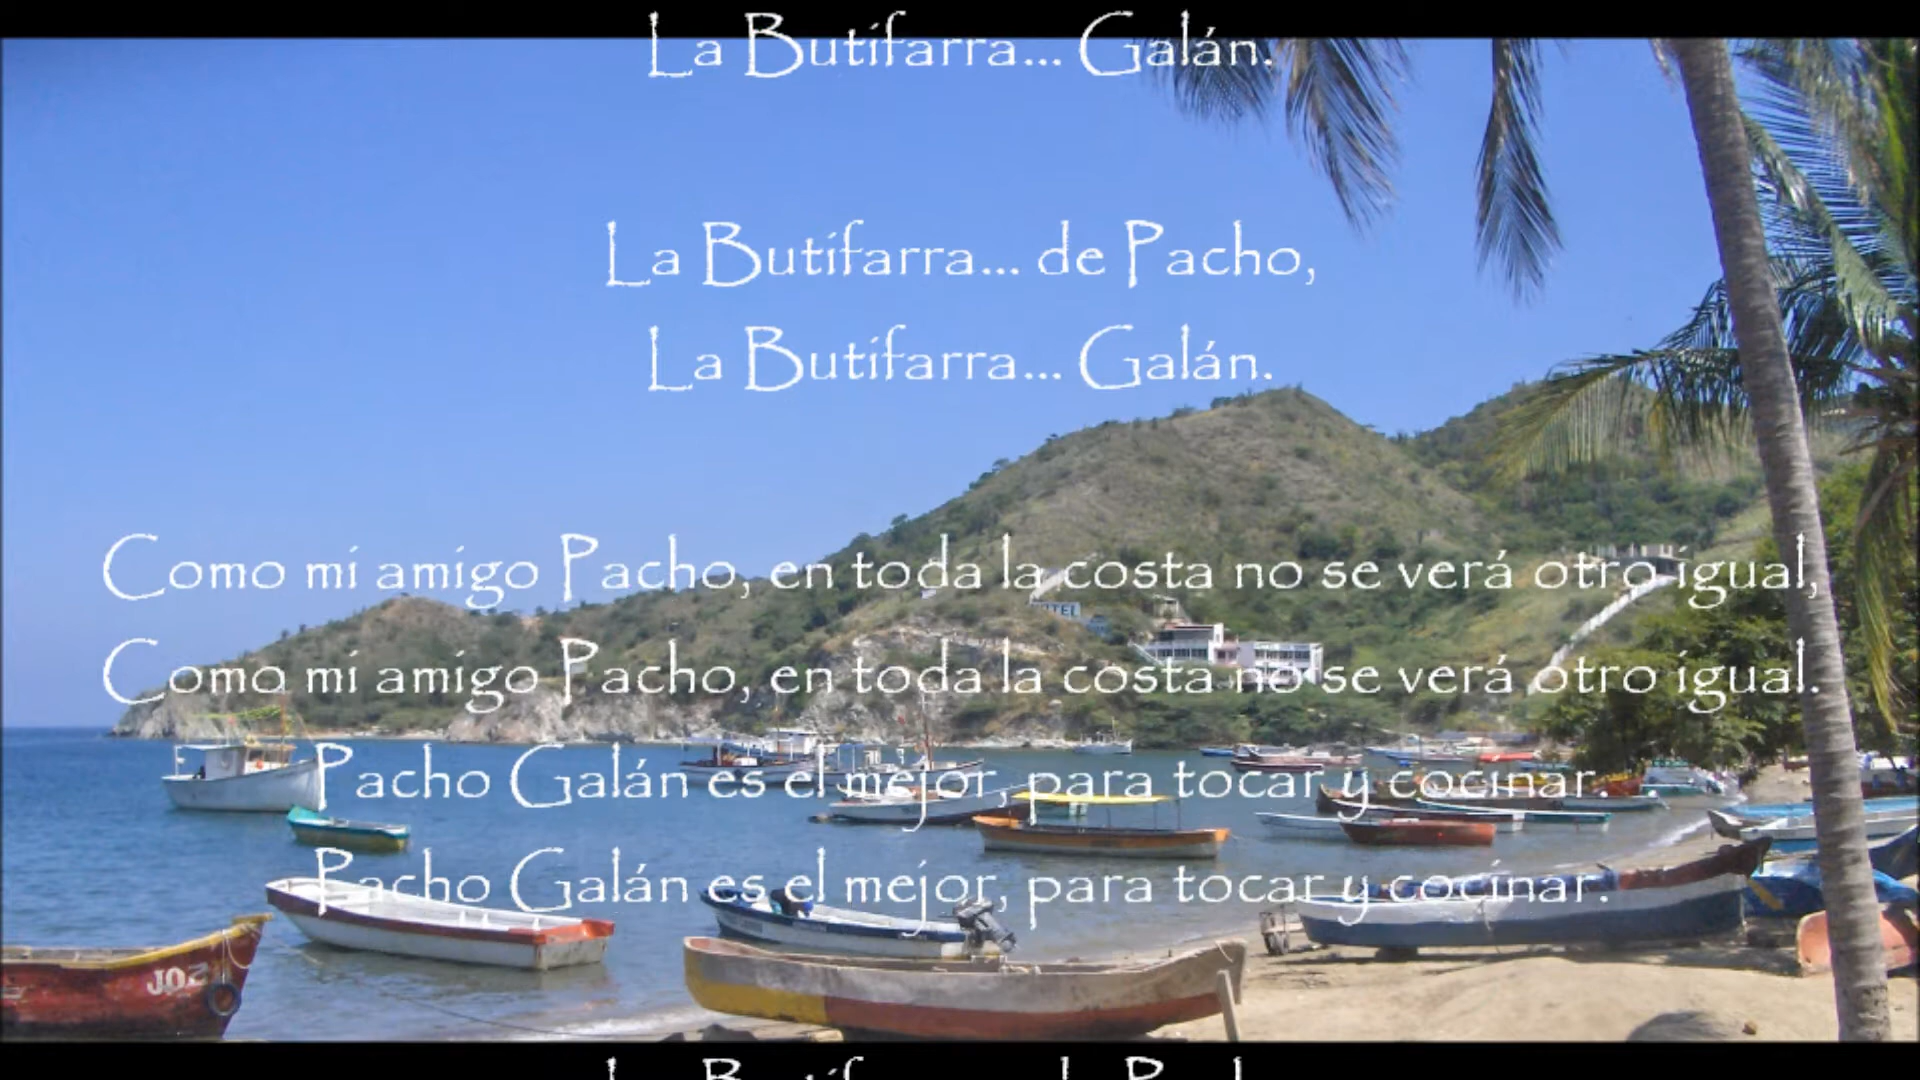 La Butifarra... Galán.
La Butifarra... de Pacho,
La Butifarra... Galán.
Como mi amigo Pacho, en toda la costa no se verá otro igual,
Como mi amigo Pacho, en toda la costa no se verá otro igual.
Pacho Galán es el mejor, para tocar y cocinar.
Pacho Galán es el mejor, para tocar y cocinar.